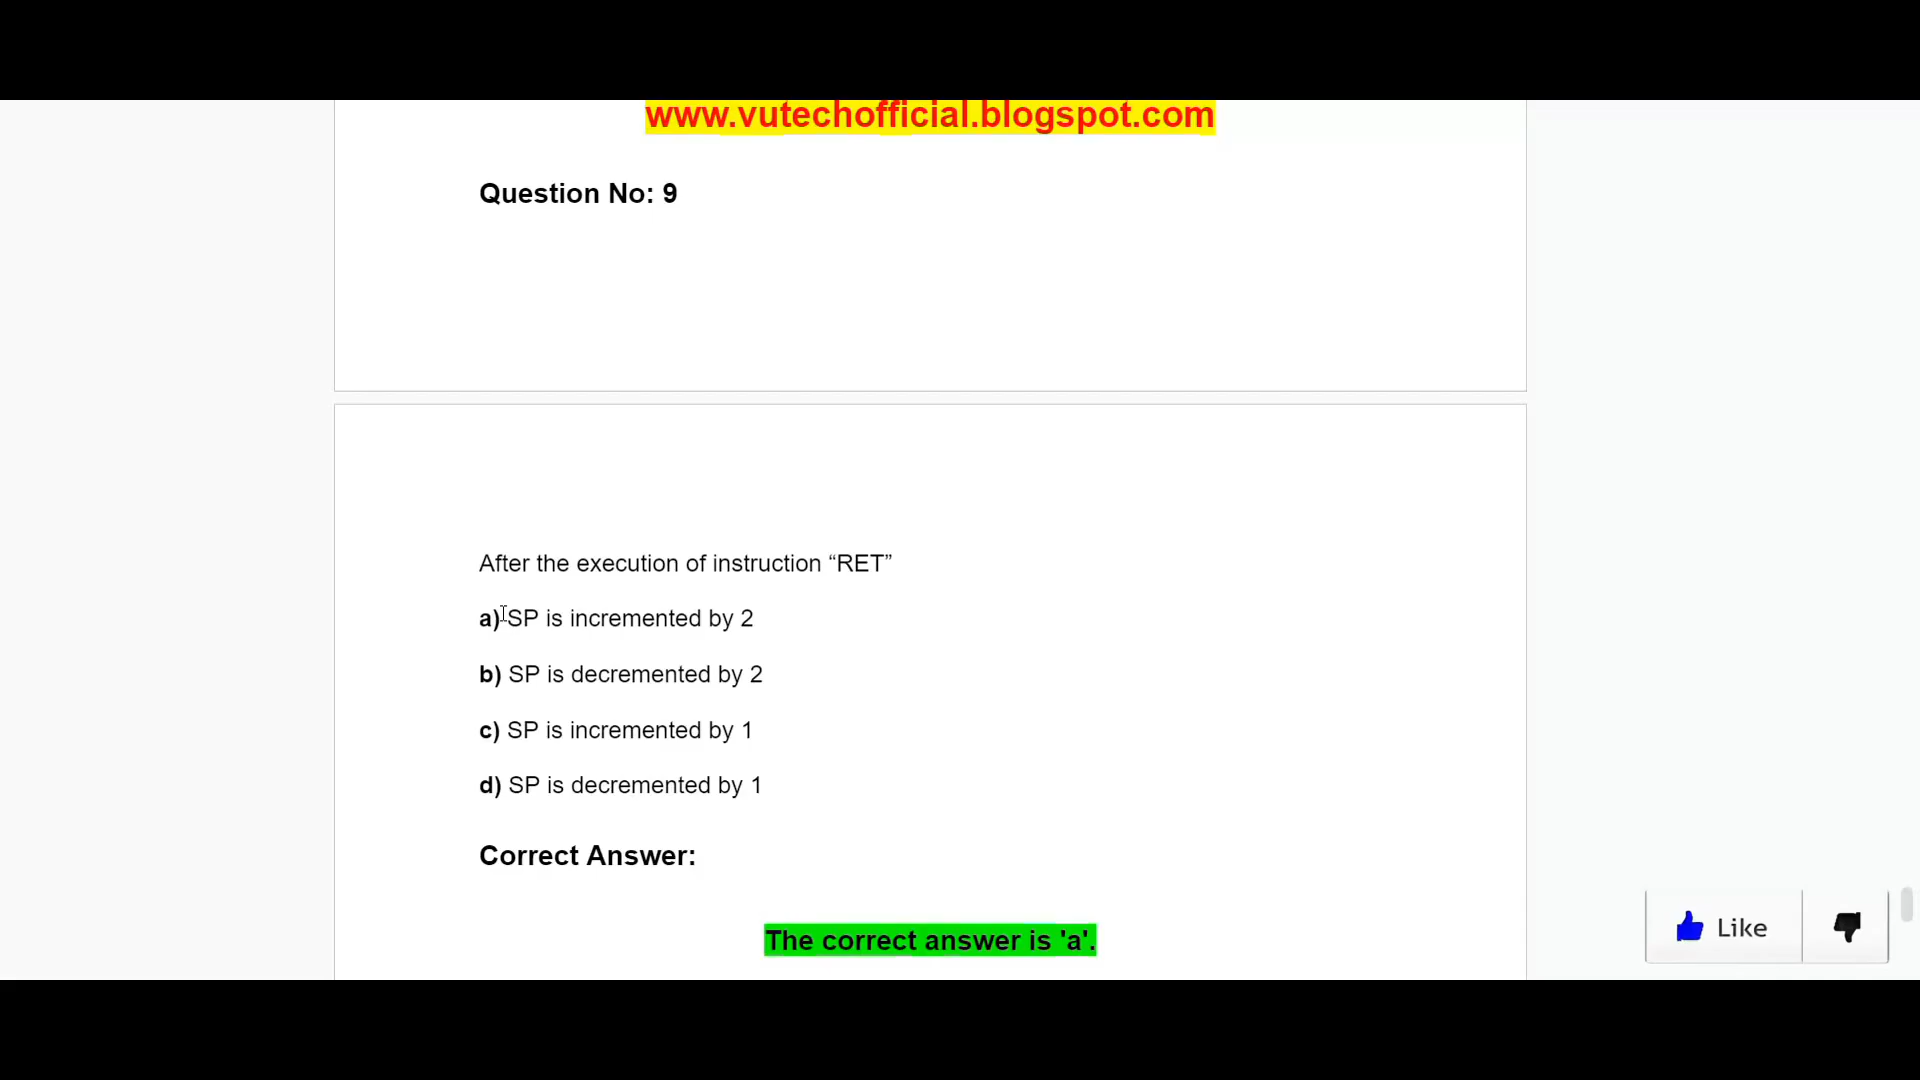 www.vutechofficial.blogspot.com
Question No: 9
After the execution of instruction “RET”
a) SP is incremented by 2
b) SP is decremented by 2
c) SP is incremented by 1
d) SP is decremented by 1
Correct Answer:
The correct answer is 'a'.
Like